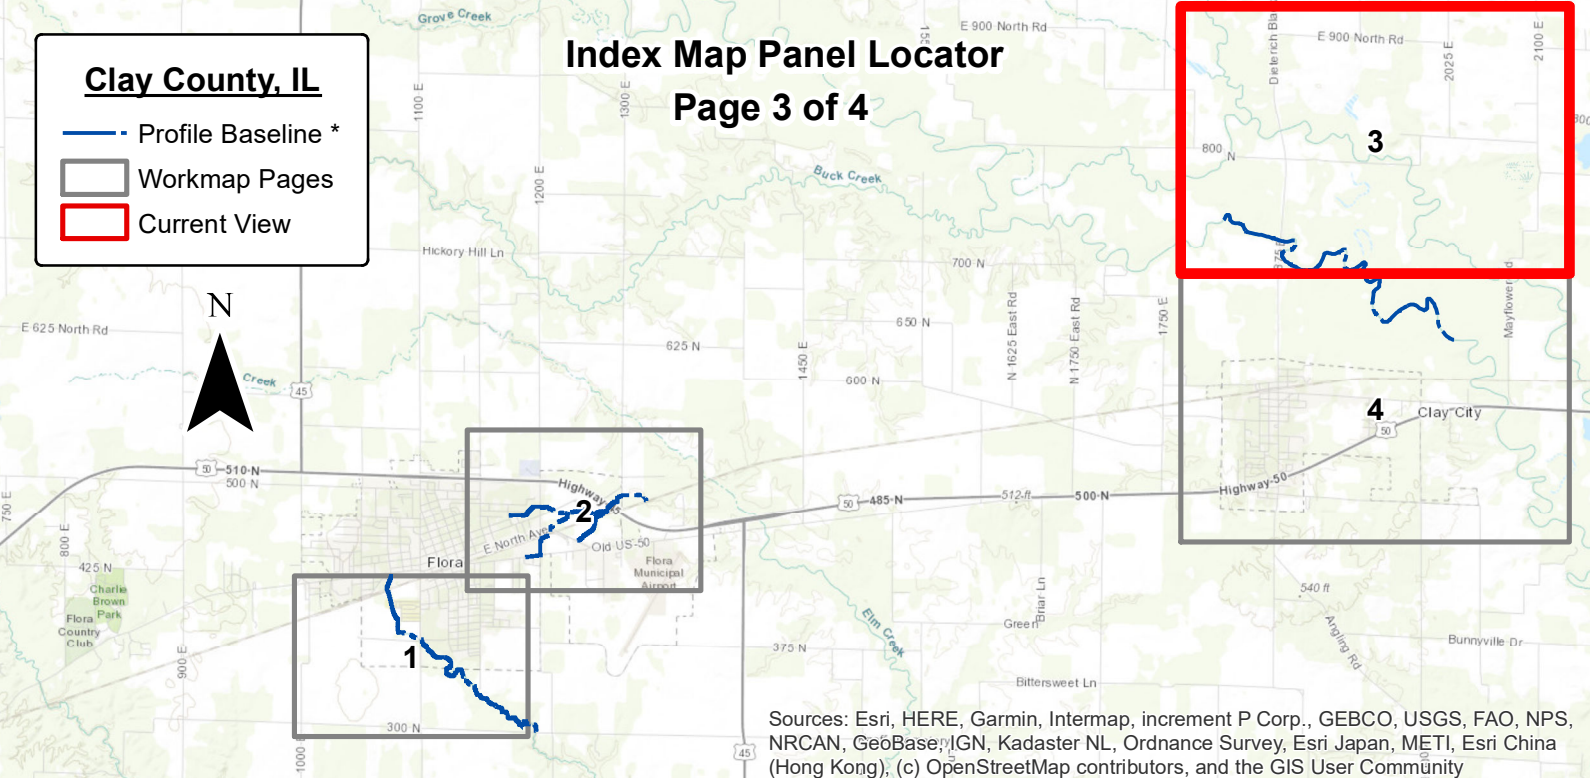 Index Map Panel Locator
Page 3 of 4
Clay County, IL
Profile Baseline *
Workmap Pages
Current View
N
Grove Creek
E 900 North Rd
1100 E
1300 E
1200 E
Buck Creek
Hickory Hill Ln
700 N
E 625 North Rd
Creek
45
625 N
650 N
600 N
1450 E
N 1625 East Rd
N 1750 East Rd
1750 E
E 900 North Rd
2025 E
2100 E
800 N
3
Mayflower
4
Clay City
50
Highway 50
50
510 N
500 N
750 E
800 E
425 N
Charlie
Brown
Park
Flora
Country
Club
900 E
Flora
E North Ave
Highway
2
Old US-50
Flora
Municipal
Airport
50
485 N
512 ft
500 N
1
300 N
1000 E
375 N
Elm Creek
Green
Briar Ln
Bittersweet Ln
540 ft
Angling Rd
Bunnyville Dr
45
Sources: Esri, HERE, Garmin, Intermap, increment P Corp., GEBCO, USGS, FAO, NPS,
NRCAN, GeoBase, IGN, Kadaster NL, Ordnance Survey, Esri Japan, METI, Esri China
(Hong Kong), (c) OpenStreetMap contributors, and the GIS User Community